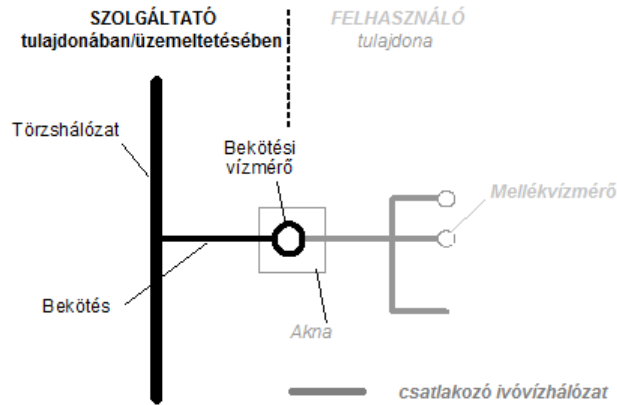 SZOLGÁLTATÓ
tulajdonában/üzemeltetésében
FELHASZNÁLÓ
tulajdona
Törzshálózat
Bekötési
vízmérő
Mellékvízmérő
Bekötés
Akna
csatlakozó ivóvízhálózat